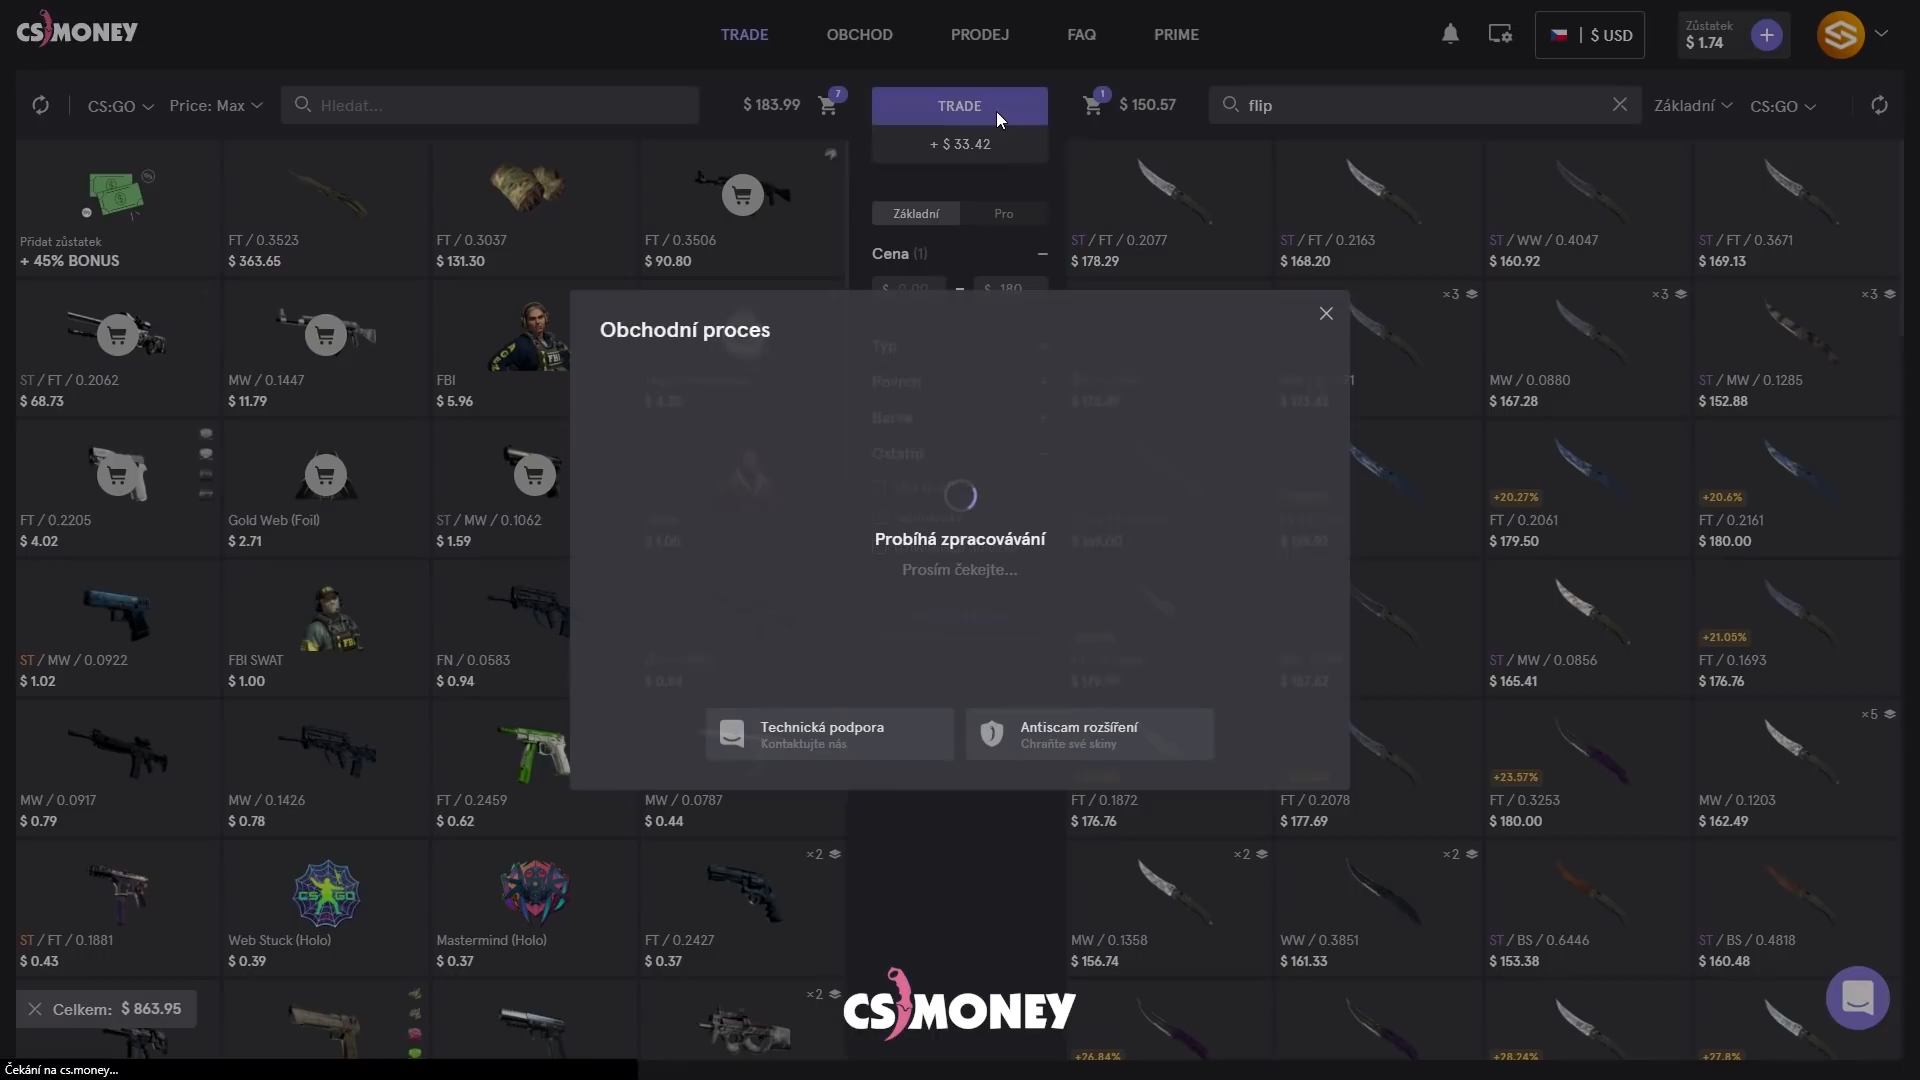 CS MONEY
TRADE
OBCHOD
PRODEJ
FAQ
PRIME
$ USD
Zůstatek
$ 1.74
CS:GO
Price: Max
Hledat...
$ 183.99
7
TRADE
+ $ 33.42
1
$ 150.57
flip
Základní
CS:GO
Přidat zůstatek
+ 45% BONUS
FT / 0.3523
$ 363.65
FT / 0.3037
$ 131.30
FT / 0.3506
$ 90.80
Základní
Pro
Cena (1)
$ 0.00
$ 180
ST / FT / 0.2077
$ 178.29
ST / FT / 0.2163
$ 168.20
ST / WW / 0.4047
$ 160.92
ST / FT / 0.3671
$ 169.13
ST / FT / 0.2062
$ 68.73
MW / 0.1447
$ 11.79
FBI
$ 5.96
Obchodní proces
Probíhá zpracovávání
Prosím čekejte...
Technická podpora
Kontaktujte nás
Antiscam rozšíření
Chraňte své skiny
×3
×3
MW / 0.0880
$ 167.28
×3
ST / MW / 0.1285
$ 152.88
FT / 0.2205
$ 4.02
Gold Web (Foil)
$ 2.71
ST / MW / 0.1062
$ 1.59
+20.27%
FT / 0.2061
$ 179.50
+20.6%
FT / 0.2161
$ 180.00
ST / MW / 0.0922
$ 1.02
FBI SWAT
$ 1.00
FN / 0.0583
$ 0.94
ST / MW / 0.0856
$ 165.41
+21.05%
FT / 0.1693
$ 176.76
MW / 0.0917
$ 0.79
MW / 0.1426
$ 0.78
FT / 0.2459
$ 0.62
MW / 0.0787
$ 0.44
FT / 0.1872
$ 176.76
FT / 0.2078
$ 177.69
+23.57%
FT / 0.3253
$ 180.00
×5
MW / 0.1203
$ 162.49
ST / FT / 0.1881
$ 0.43
CS GO
Web Stuck (Holo)
$ 0.39
Mastermind (Holo)
$ 0.37
×2
FT / 0.2427
$ 0.37
×2
MW / 0.1358
$ 156.74
×2
WW / 0.3851
$ 161.33
ST / BS / 0.6446
$ 153.38
ST / BS / 0.4818
$ 160.48
Celkem: $ 863.95
×2
CS MONEY
+26.84%
+28.24%
+27.8%
Čekání na cs.money...